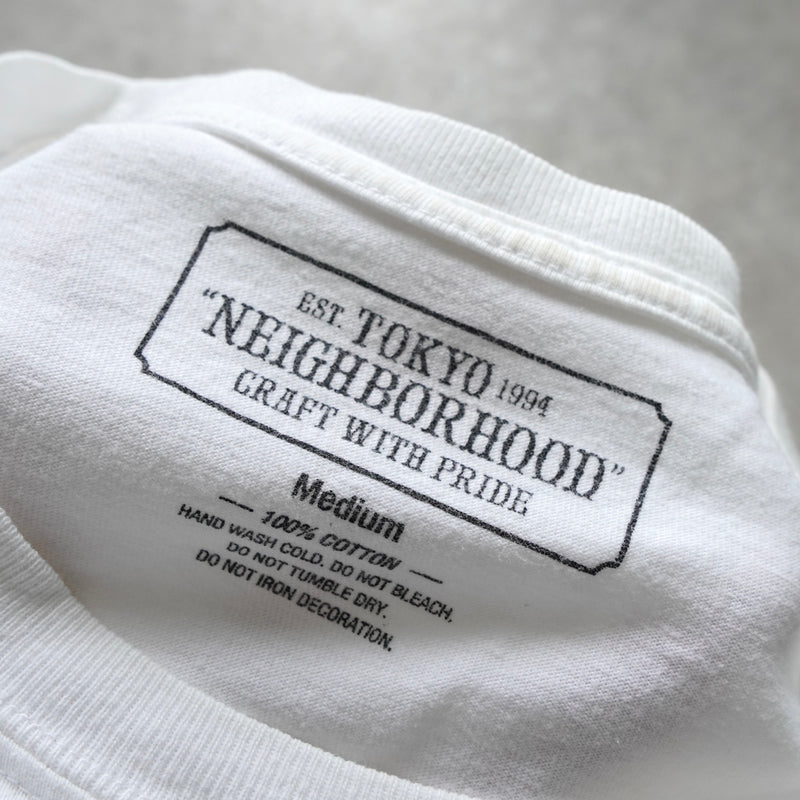 EST. TOKYO 1994
“NEIGHBORHOOD”
CRAFT WITH PRIDE
Medium
— 100% COTTON —
HAND WASH COLD. DO NOT BLEACH.
DO NOT TUMBLE DRY.
DO NOT IRON DECORATION.